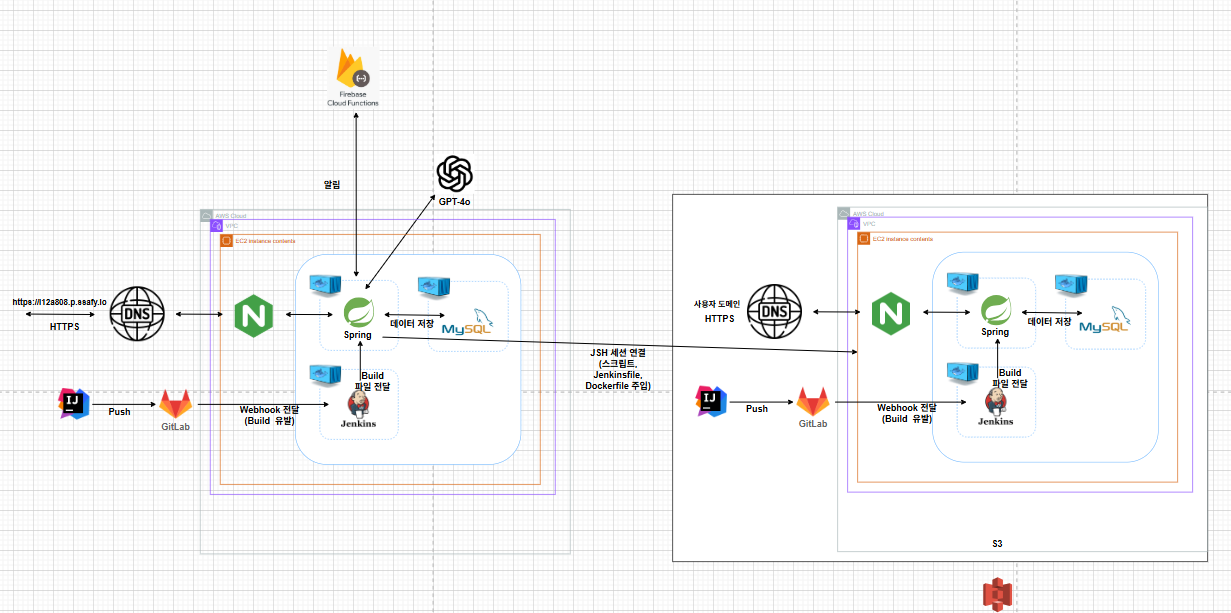 Firebase
Cloud Functions
알림
GPT-4o
AWS Cloud
VPC
EC2 instance contents
https://i12a808.p.ssafy.io
HTTPS
DNS
N
Spring
데이터 저장
MySQL
Build
파일 전달
Jenkins
IJ
Push
GitLab
Webhook 전달
(Build 유발)
JSH 세션 연결
(스크립트,
Jenkinsfile,
Dockerfile 주입)
AWS Cloud
VPC
EC2 instance contents
사용자 도메인
HTTPS
DNS
N
Spring
데이터 저장
MySQL
Build
파일 전달
Jenkins
IJ
Push
GitLab
Webhook 전달
(Build 유발)
S3